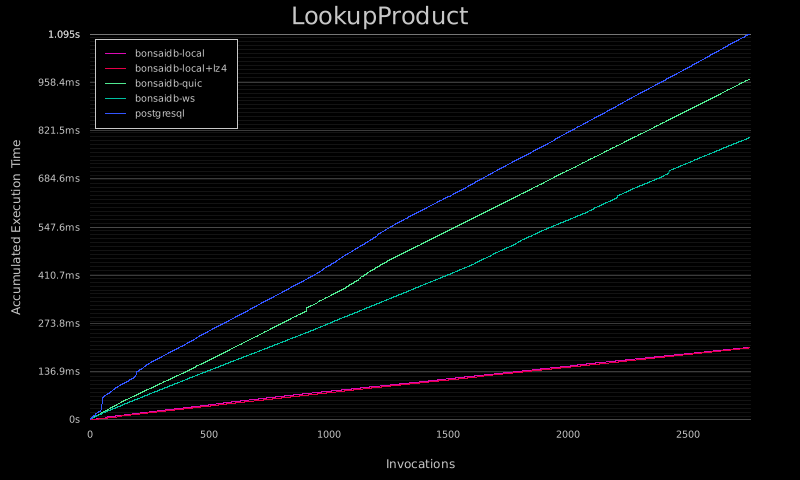 LookupProduct
1.095s
958.4ms
821.5ms
684.6ms
547.6ms
410.7ms
273.8ms
136.9ms
0s
bonsaidb-local
bonsaidb-local+lz4
bonsaidb-quic
bonsaidb-ws
postgresql
Accumulated Execution Time
0 500 1000 1500 2000 2500
Invocations